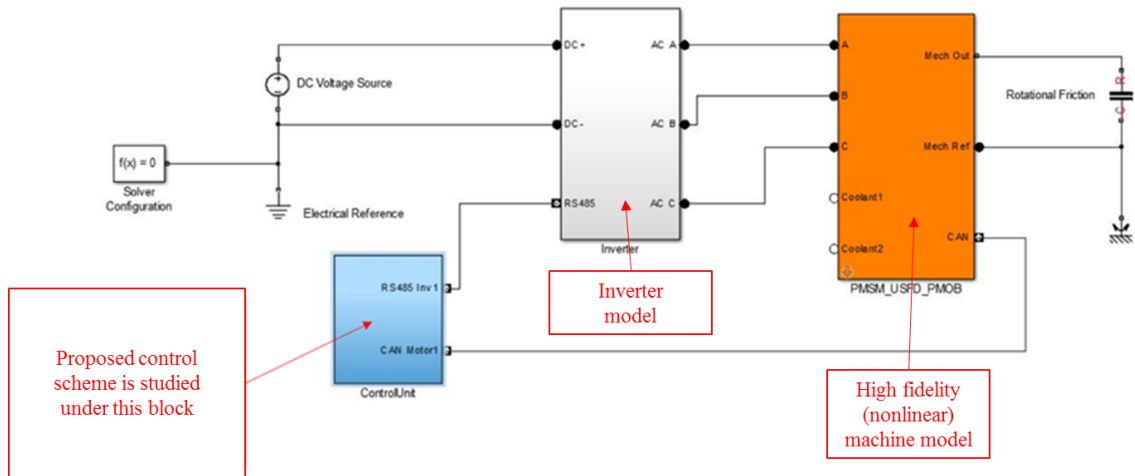 DC+
AC A
A
Mech Out
R
DC Voltage Source
Rotational Friction
B
C
DC-
AC B
C
Mech Ref
f(x) = 0
Solver
Configuration
Electrical Reference
RS485
AC C
Coolant1
CAN
Coolant2
Inverter
PMSM_USFD_PMOB
RS485 Inv1
CAN Motor1
ControlUnit
Inverter
model
Proposed control
scheme is studied
under this block
High fidelity
(nonlinear)
machine model